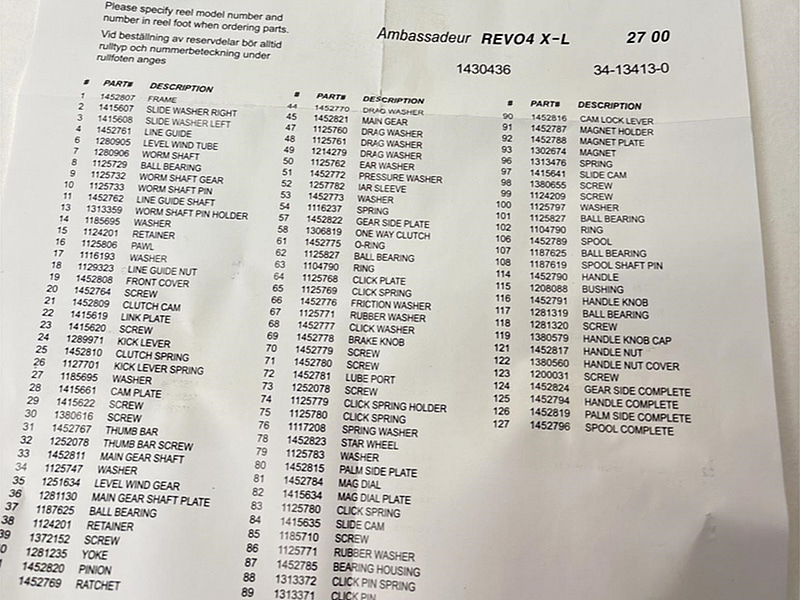 Please specify reel model number and
number in reel foot when ordering parts.
Vid beställning av reservdelar bör alltid
rulltyp och nummerbeteckning under
rullfoten anges
Ambassadeur REVO4 X-L 27 00
1430436 34-13413-0
# PART# DESCRIPTION
1 1452807 FRAME
2 1415607 SLIDE WASHER RIGHT
3 1415608 SLIDE WASHER LEFT
4 1452761 LINE GUIDE
6 1280905 LEVEL WIND TUBE
7 1280906 WORM SHAFT
8 1125729 BALL BEARING
9 1125732 WORM SHAFT GEAR
10 1125733 WORM SHAFT PIN
11 1452762 LINE GUIDE SHAFT
13 1313359 WORM SHAFT PIN HOLDER
14 1185695 WASHER
15 1124201 RETAINER
16 1125806 PAWL
17 1116193 WASHER
18 1129323 LINE GUIDE NUT
19 1452808 FRONT COVER
20 1452764 SCREW
21 1452809 CLUTCH CAM
22 1415619 LINK PLATE
23 1415620 SCREW
24 1289971 KICK LEVER
25 1452810 CLUTCH SPRING
26 1127701 KICK LEVER SPRING
27 1185695 WASHER
28 1415661 CAM PLATE
29 1415622 SCREW
30 1380616 SCREW
31 1452767 THUMB BAR
32 1252078 THUMB BAR SCREW
33 1452811 MAIN GEAR SHAFT
34 1125747 WASHER
35 1251634 LEVEL WIND GEAR
36 1281130 MAIN GEAR SHAFT PLATE
37 1187625 BALL BEARING
38 1124201 RETAINER
39 1372152 SCREW
0 1281235 YOKE
1452820 PINION
1452769 RATCHET
# PART# DESCRIPTION
44 1452770 DRAG WASHER
45 1452821 MAIN GEAR
47 1125760 DRAG WASHER
48 1125761 DRAG WASHER
49 1214279 DRAG WASHER
50 1125762 EAR WASHER
51 1452772 PRESSURE WASHER
52 1257782 IAR SLEEVE
53 1452773 WASHER
54 1116237 SPRING
57 1452822 GEAR SIDE PLATE
58 1306819 ONE WAY CLUTCH
61 1452775 O-RING
62 1125827 BALL BEARING
63 1104790 RING
64 1125768 CLICK PLATE
65 1125769 CLICK SPRING
66 1452776 FRICTION WASHER
67 1125771 RUBBER WASHER
68 1452777 CLICK WASHER
69 1452778 BRAKE KNOB
70 1452779 SCREW
71 1452780 SCREW
72 1452781 LUBE PORT
73 1252078 SCREW
74 1125779 CLICK SPRING HOLDER
75 1125780 CLICK SPRING
76 1117208 SPRING WASHER
78 1452823 STAR WHEEL
79 1125783 WASHER
80 1452815 PALM SIDE PLATE
81 1452784 MAG DIAL
82 1415634 MAG DIAL PLATE
83 1125780 CLICK SPRING
84 1415635 SLIDE CAM
85 1185710 SCREW
86 1125771 RUBBER WASHER
87 1452785 BEARING HOUSING
88 1313372 CLICK PIN SPRING
89 1313371 CLICK PIN
# PART# DESCRIPTION
90 1452816 CAM LOCK LEVER
91 1452787 MAGNET HOLDER
92 1452788 MAGNET PLATE
93 1302674 MAGNET
96 1313476 SPRING
97 1415641 SLIDE CAM
98 1380655 SCREW
99 1124209 SCREW
100 1125797 WASHER
101 1125827 BALL BEARING
102 1104790 RING
106 1452789 SPOOL
107 1187625 BALL BEARING
108 1187619 SPOOL SHAFT PIN
114 1452790 HANDLE
115 1208088 BUSHING
116 1452791 HANDLE KNOB
117 1281319 BALL BEARING
118 1281320 SCREW
119 1380579 HANDLE KNOB CAP
121 1452817 HANDLE NUT
122 1380560 HANDLE NUT COVER
123 1200031 SCREW
124 1452824 GEAR SIDE COMPLETE
125 1452794 HANDLE COMPLETE
126 1452819 PALM SIDE COMPLETE
127 1452796 SPOOL COMPLETE